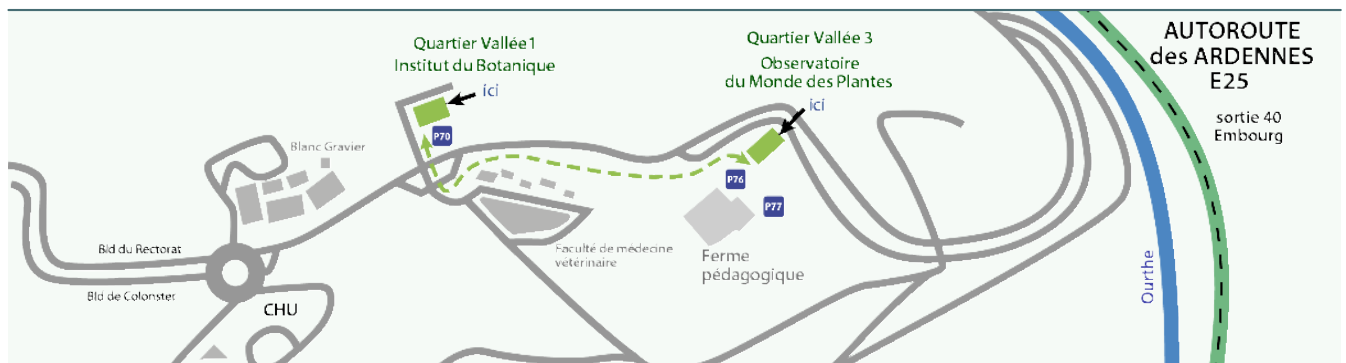 Quartier Vallée 1
Institut du Botanique
ici
P70
Quartier Vallée 3
Observatoire
du Monde des Plantes
ici
AUTOROUTE
des ARDENNES
E25
sortie 40
Embourg
Blanc Gravier
P76
P77
Faculté de médecine
vétérinaire
Ferme
pédagogique
Bld du Rectorat
Bld de Colonster
CHU
Ourthe